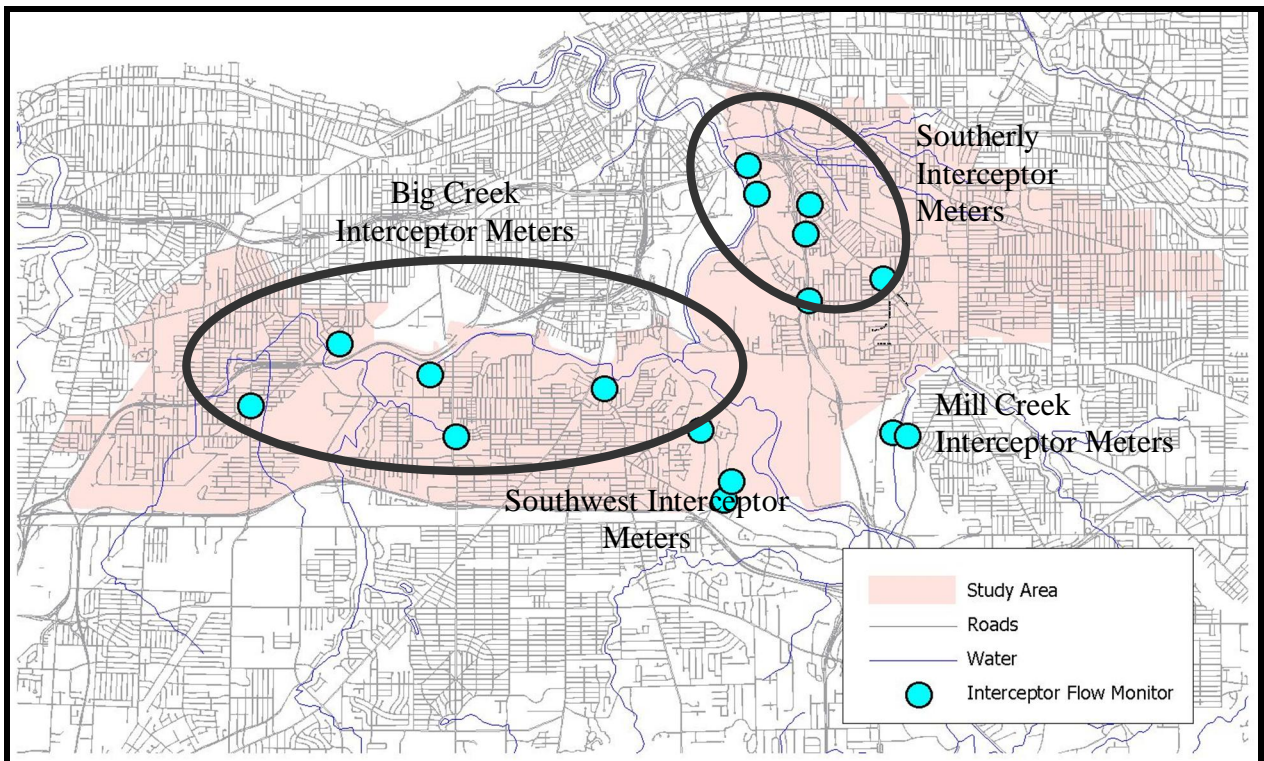 Southerly
Interceptor
Meters
Big Creek
Interceptor Meters
Mill Creek
Interceptor Meters
Southwest Interceptor
Meters
Study Area
Roads
Water
Interceptor Flow Monitor